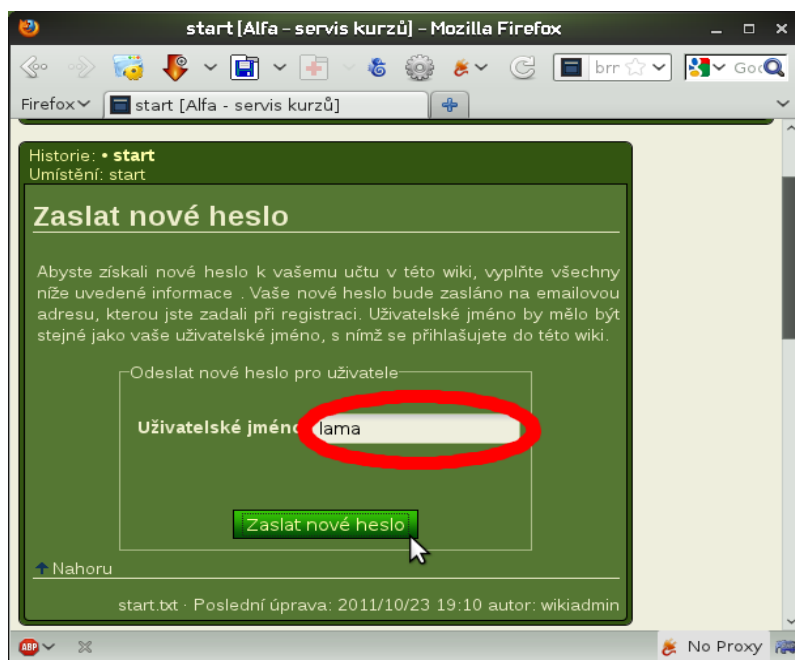 start [Alfa – servis kurzů] – Mozilla Firefox
brr
Goo
Firefox
start [Alfa - servis kurzů]
Historie: • start
Umístění: start
Zaslat nové heslo
Abyste získali nové heslo k vašemu učtu v této wiki, vyplňte všechny
níže uvedené informace . Vaše nové heslo bude zasláno na emailovou
adresu, kterou jste zadali při registraci. Uživatelské jméno by mělo být
stejné jako vaše uživatelské jméno, s nímž se přihlašujete do této wiki.
Odeslat nové heslo pro uživatele
Uživatelské jméno
lama
Zaslat nové heslo
Nahoru
start.txt · Poslední úprava: 2011/10/23 19:10 autor: wikiadmin
ABP
No Proxy